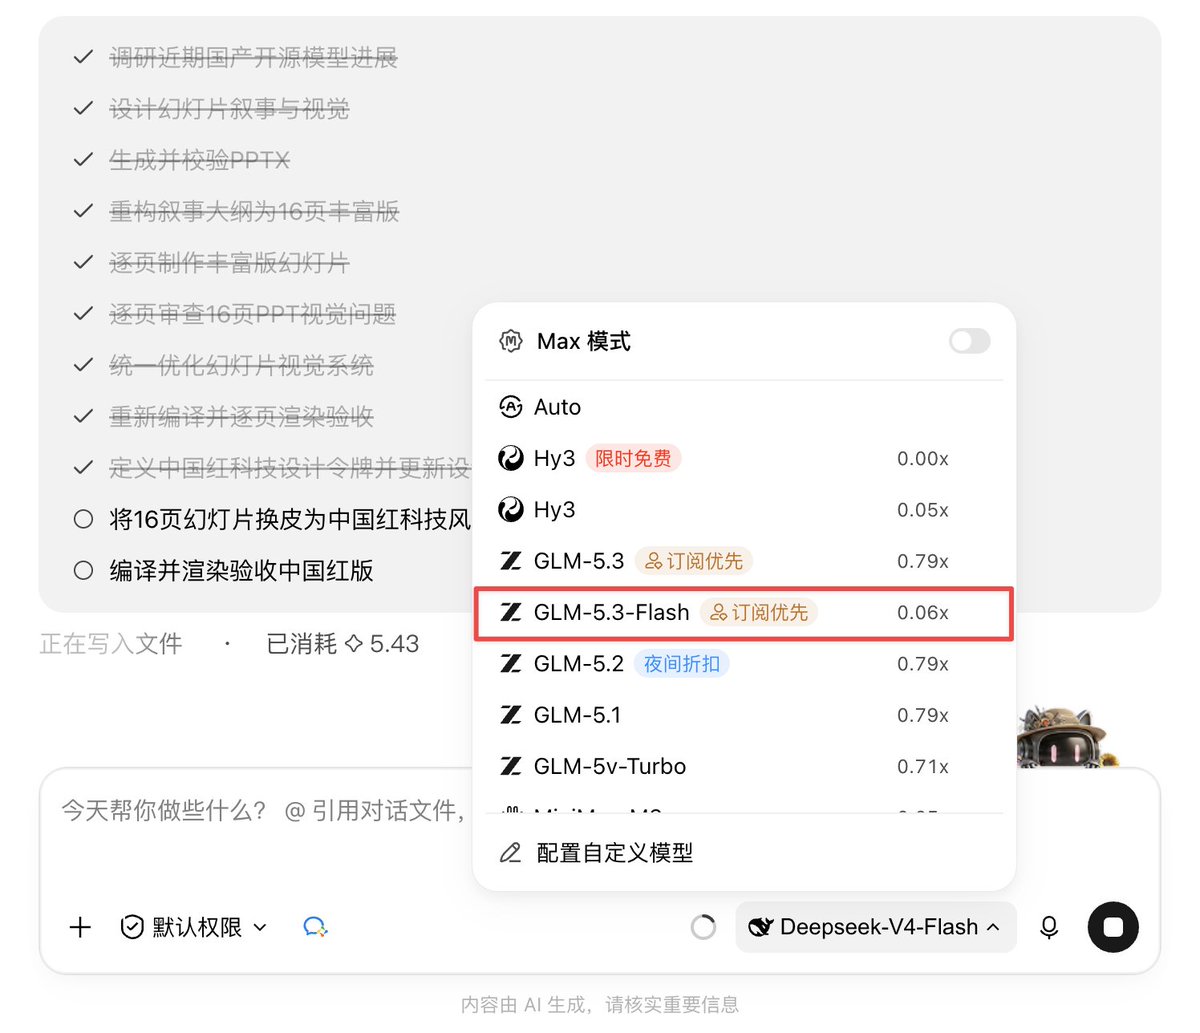 调研近期国产开源模型进展
设计幻灯片叙事与视觉
生成并校验PPTX
重构叙事大纲为16页丰富版
逐页制作丰富版幻灯片
逐页审查16页PPT视觉问题
统一优化幻灯片视觉系统
重新编译并逐页渲染验收
定义中国红科技设计令牌并更新设
将16页幻灯片换皮为中国红科技风
编译并渲染验收中国红版
正在写入文件 · 已消耗 5.43
Max 模式
Auto
Hy3 限时免费 0.00x
Hy3 0.05x
GLM-5.3 订阅优先 0.79x
GLM-5.3-Flash 订阅优先 0.06x
GLM-5.2 夜间折扣 0.79x
GLM-5.1 0.79x
GLM-5v-Turbo 0.71x
配置自定义模型
今天帮你做些什么？ @ 引用对话文件，
默认权限
Deepseek-V4-Flash
内容由 AI 生成，请核实重要信息